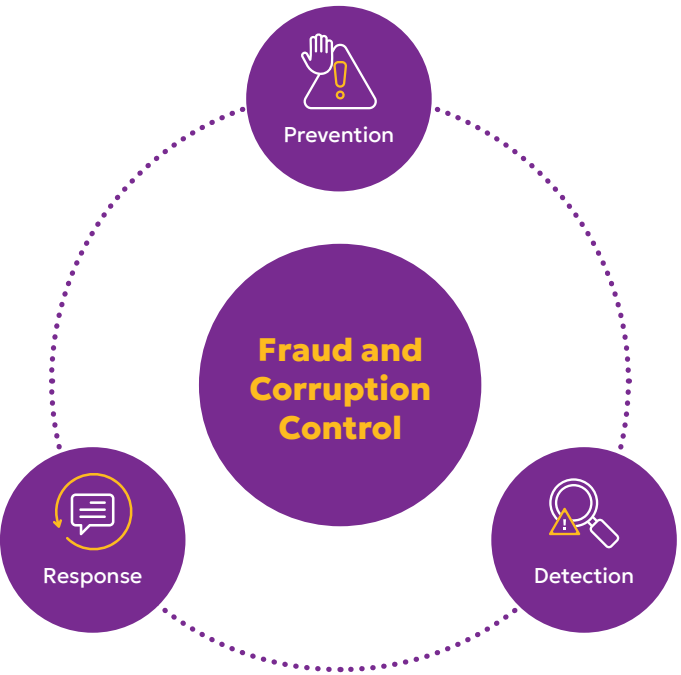 Prevention
Fraud and
Corruption
Control
Response
Detection